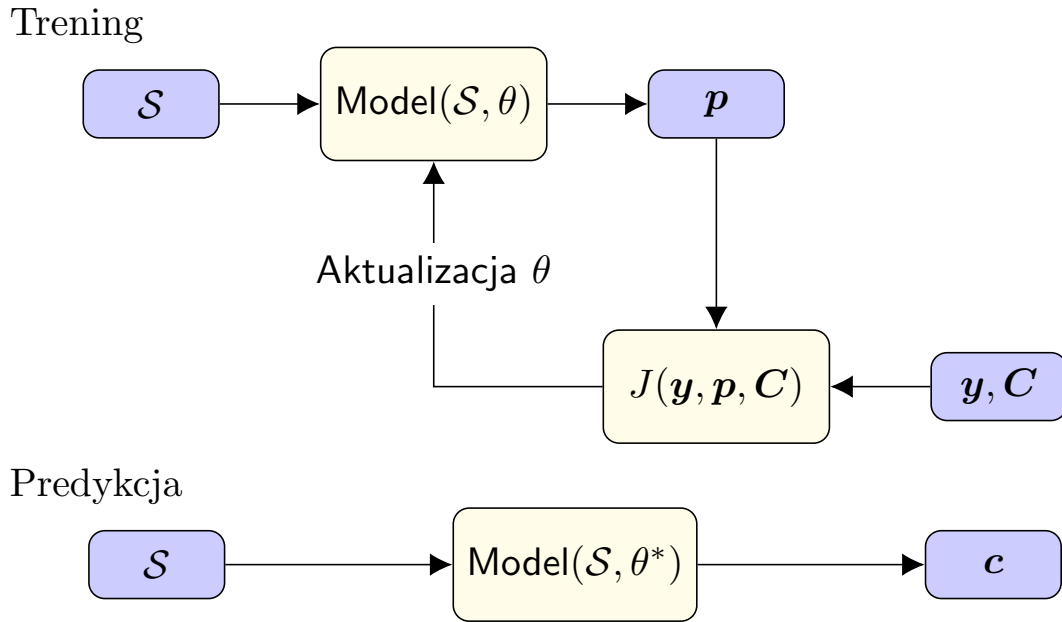 Trening
𝒮
Model(𝒮, θ)
𝒑
Aktualizacja θ
J(𝒚, 𝒑, 𝑪)
𝒚, 𝑪
Predykcja
𝒮
Model(𝒮, θ*)
𝒄